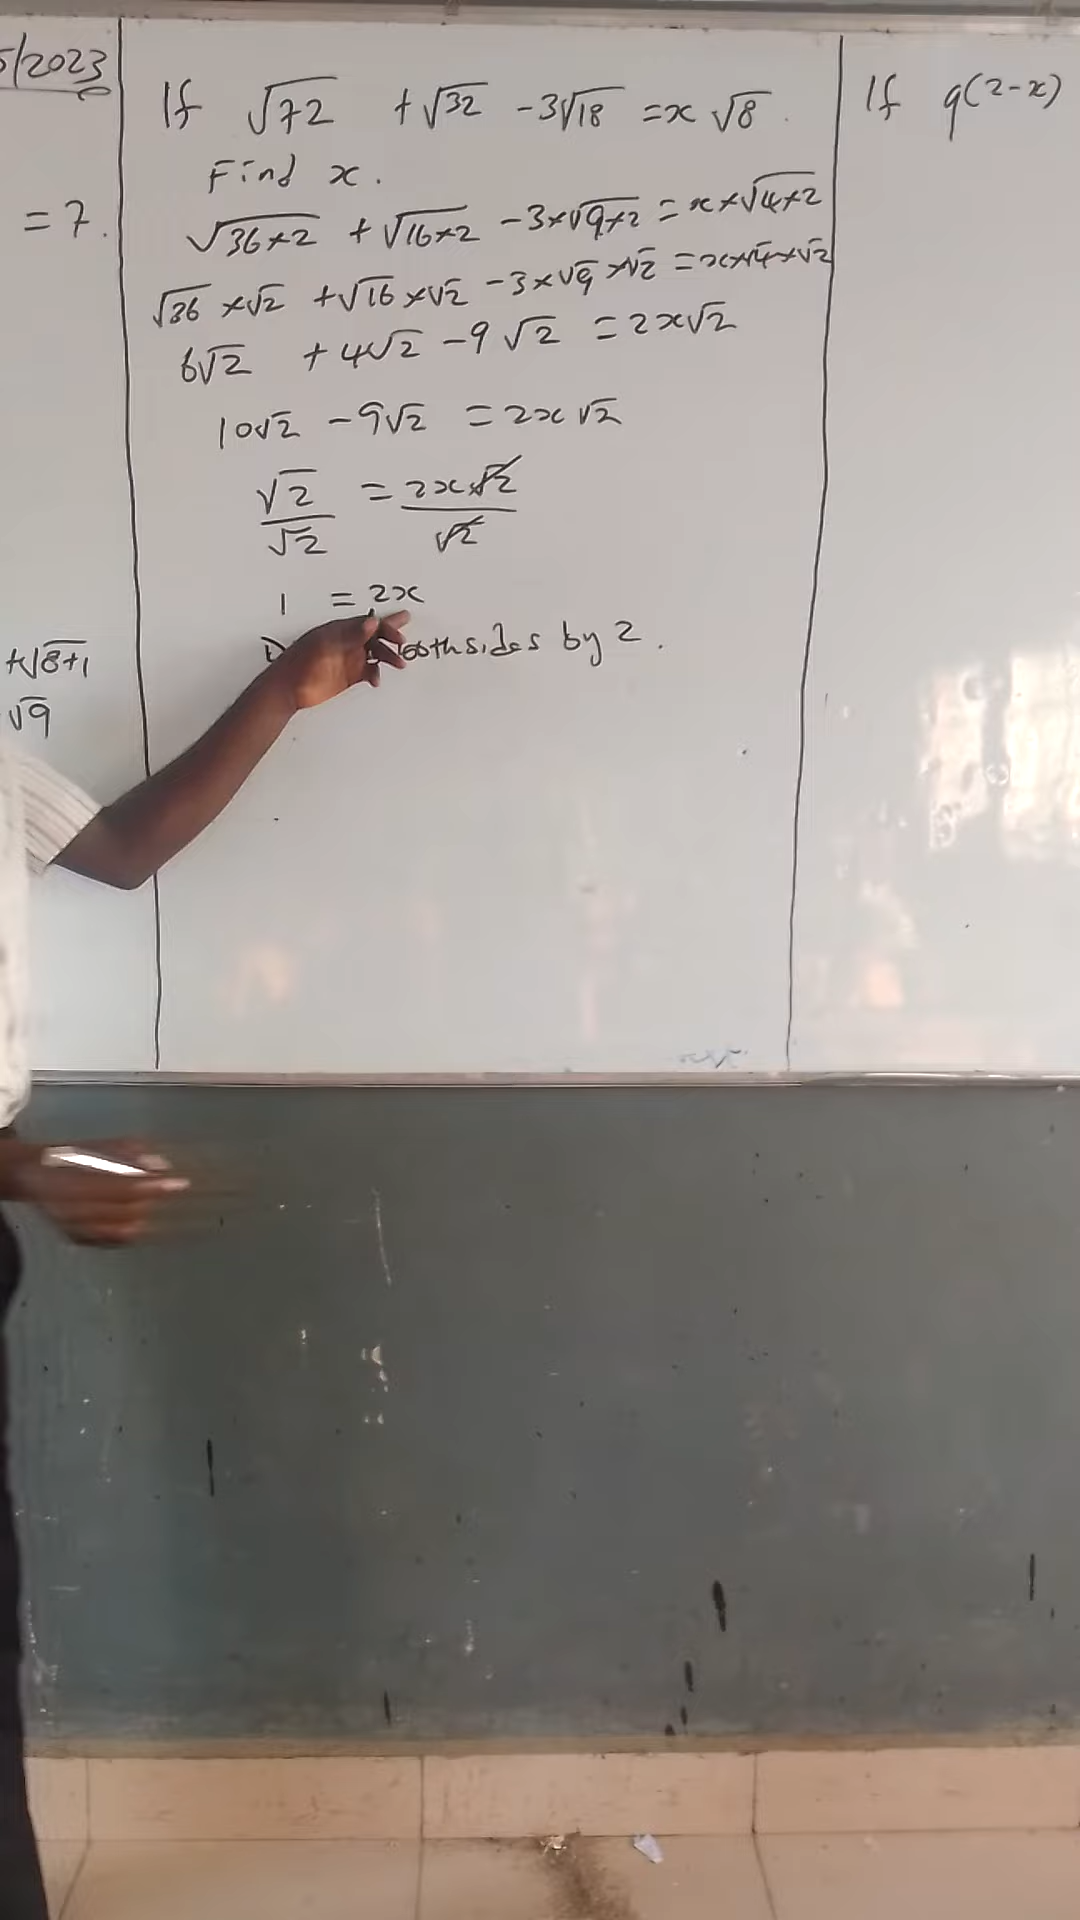 5/2023
= 7.
+√8+1
√9
If √72 + √32 - 3√18 = x √8.
Find x.
√36×2 + √16×2 - 3×√9×2 = x×√4×2
√36 ×√2 + √16 ×√2 - 3×√9 ×√2 = x×√4×√2
6√2 + 4√2 - 9√2 = 2x√2
10√2 - 9√2 = 2x√2
√2/√2 = 2x√2/√2
1 = 2x
bothsides by 2.
If 9(2-x)